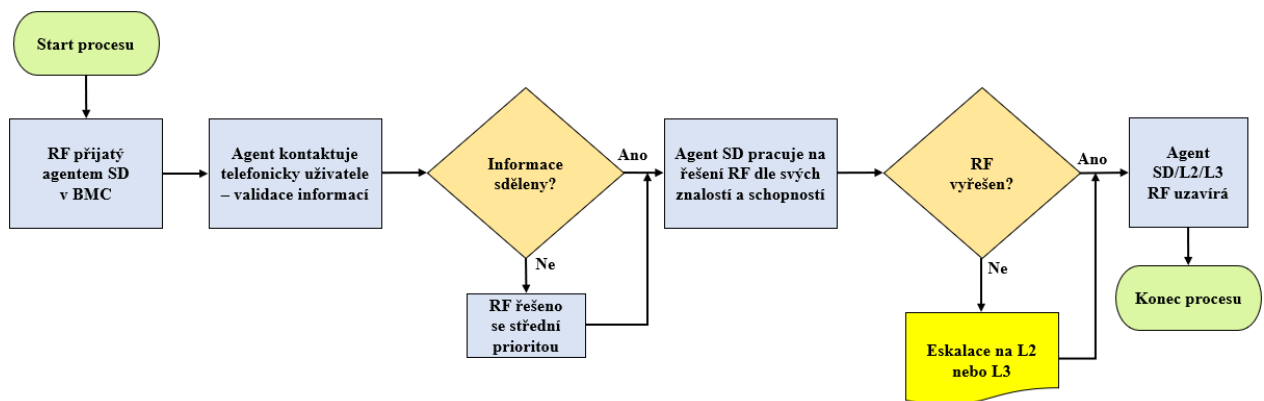 Start procesu
RF přijatý
agentem SD
v BMC
Agent kontaktuje
telefonicky uživatele
– validace informací
Informace
sděleny?
Ano
Ne
RF řešeno
se střední
prioritou
Agent SD pracuje na
řešení RF dle svých
znalostí a schopností
RF
vyřešen?
Ano
Ne
Eskalace na L2
nebo L3
Agent
SD/L2/L3
RF uzavírá
Konec procesu